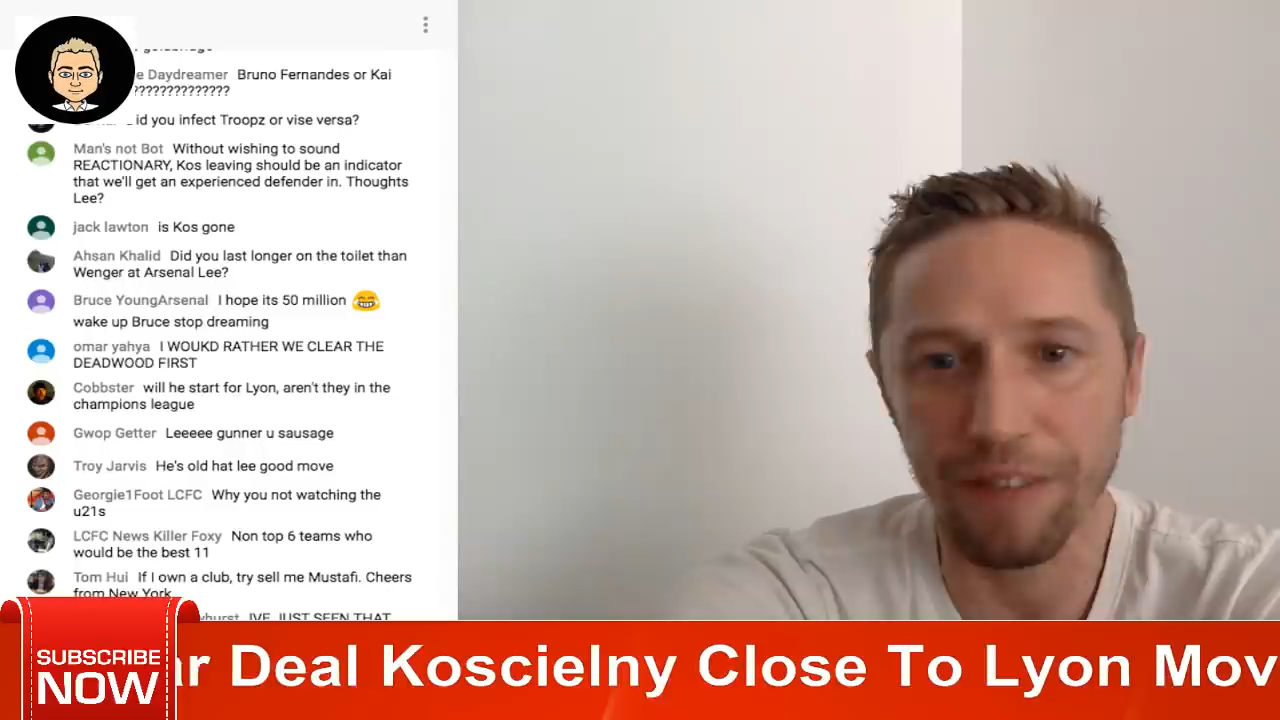 e Daydreamer Bruno Fernandes or Kai
??????????????
id you infect Troopz or vise versa?
Man's not Bot Without wishing to sound
REACTIONARY, Kos leaving should be an indicator
that we'll get an experienced defender in. Thoughts
Lee?
jack lawton is Kos gone
Ahsan Khalid Did you last longer on the toilet than
Wenger at Arsenal Lee?
Bruce YoungArsenal I hope its 50 million 😂
wake up Bruce stop dreaming
omar yahya I WOUKD RATHER WE CLEAR THE
DEADWOOD FIRST
Cobbster will he start for Lyon, aren't they in the
champions league
Gwop Getter Leeeee gunner u sausage
Troy Jarvis He's old hat lee good move
Georgie1Foot LCFC Why you not watching the
u21s
LCFC News Killer Foxy Non top 6 teams who
would be the best 11
Tom Hui If I own a club, try sell me Mustafi. Cheers
from New York
IVE JUST SEEN THAT
SUBSCRIBE
NOW
ar Deal Koscielny Close To Lyon Mov